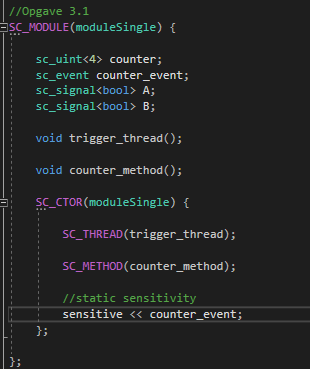 //Opgave 3.1
SC_MODULE(moduleSingle) {
sc_uint<4> counter;
sc_event counter_event;
sc_signal<bool> A;
sc_signal<bool> B;
void trigger_thread();
void counter_method();
SC_CTOR(moduleSingle) {
SC_THREAD(trigger_thread);
SC_METHOD(counter_method);
//static sensitivity
sensitive << counter_event;
};
};